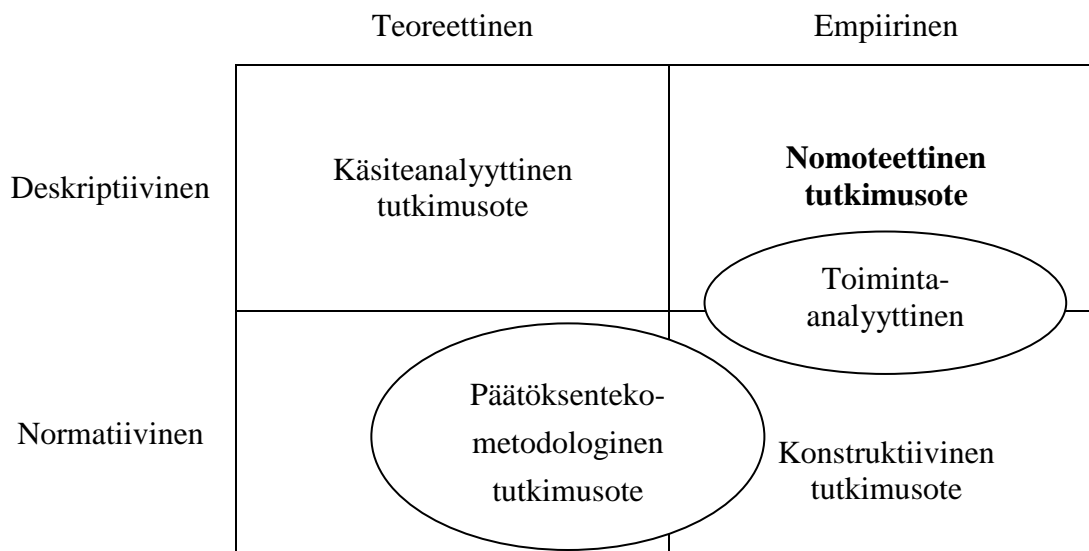 Teoreettinen
Empiirinen
Deskriptiivinen
Käsiteanalyyttinen
tutkimusote
Nomoteettinen
tutkimusote
Toiminta-
analyyttinen
Normatiivinen
Päätöksenteko-
metodologinen
tutkimusote
Konstruktiivinen
tutkimusote